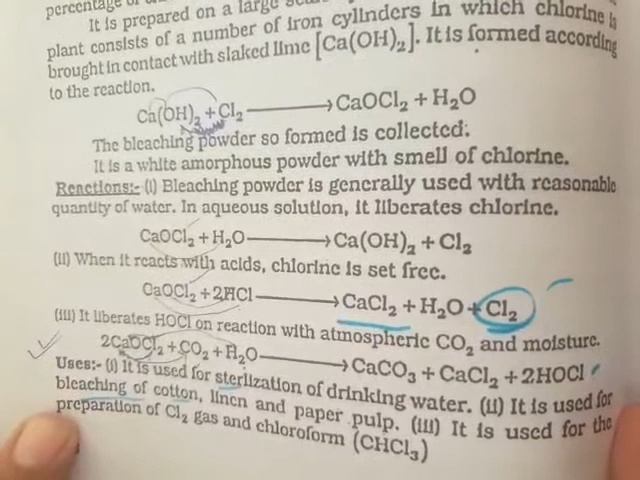 percentage
It is prepared on a large
plant consists of a number of iron cylinders in which chlorine is
brought in contact with slaked lime [Ca(OH)₂]. It is formed according
to the reaction.
Ca(OH)₂ + Cl₂ ⟶ CaOCl₂ + H₂O
The bleaching powder so formed is collected.
It is a white amorphous powder with smell of chlorine.
Reactions:- (i) Bleaching powder is generally used with reasonable
quantity of water. In aqueous solution, it liberates chlorine.
CaOCl₂ + H₂O ⟶ Ca(OH)₂ + Cl₂
(ii) When it reacts with acids, chlorine is set free.
CaOCl₂ + 2HCl ⟶ CaCl₂ + H₂O + Cl₂
(iii) It liberates HOCl on reaction with atmospheric CO₂ and moisture.
2CaOCl₂ + CO₂ + H₂O ⟶ CaCO₃ + CaCl₂ + 2HOCl
Uses:- (i) It is used for sterlization of drinking water. (ii) It is used for
bleaching of cotton, linen and paper pulp. (iii) It is used for the
preparation of Cl₂ gas and chloroform (CHCl₃)